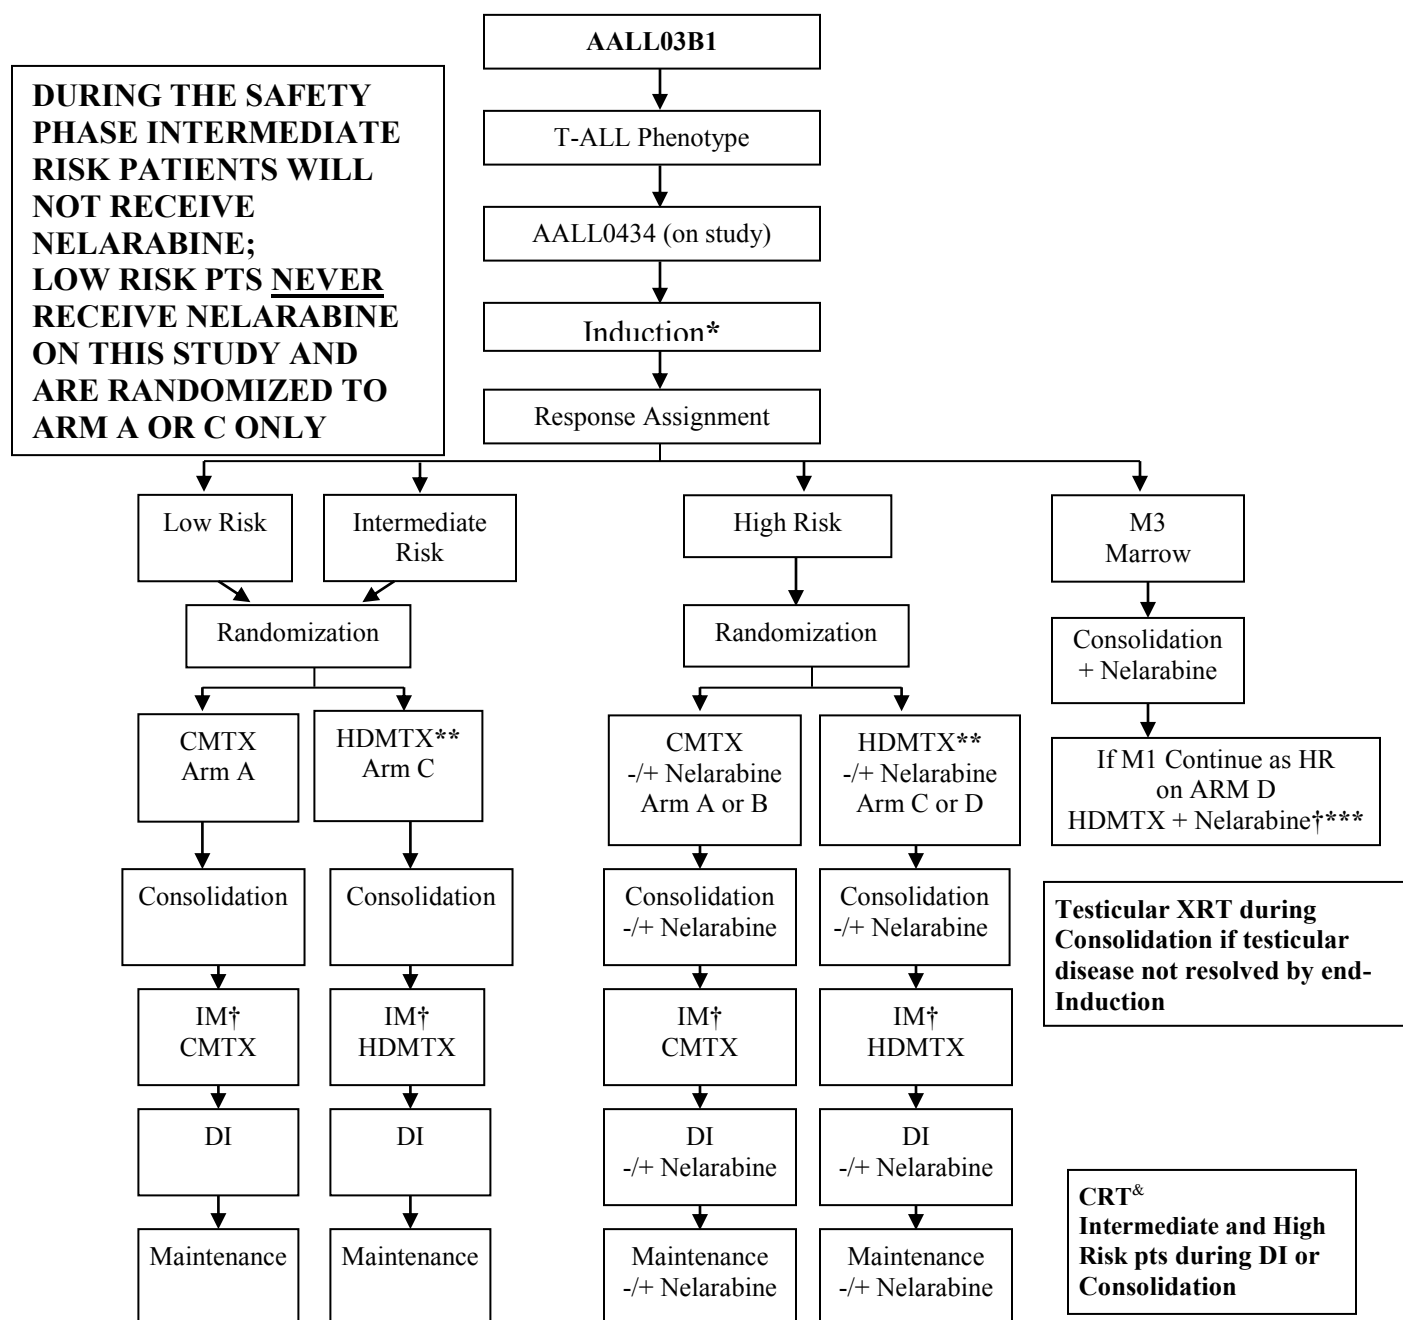 AALL03B1
DURING THE SAFETY
PHASE INTERMEDIATE
RISK PATIENTS WILL
NOT RECEIVE
NELARABINE;
LOW RISK PTS NEVER
RECEIVE NELARABINE
ON THIS STUDY AND
ARE RANDOMIZED TO
ARM A OR C ONLY
T-ALL Phenotype
AALL0434 (on study)
Induction*
Response Assignment
Low Risk
Intermediate
Risk
High Risk
M3
Marrow
Randomization
Randomization
Consolidation
+ Nelarabine
CMTX
Arm A
HDMTX**
Arm C
CMTX
-/+ Nelarabine
Arm A or B
HDMTX**
-/+ Nelarabine
Arm C or D
If M1 Continue as HR
on ARM D
HDMTX + Nelarabine†***
Consolidation
Consolidation
Consolidation
-/+ Nelarabine
Consolidation
-/+ Nelarabine
Testicular XRT during
Consolidation if testicular
disease not resolved by end-
Induction
IM†
CMTX
IM†
HDMTX
IM†
CMTX
IM†
HDMTX
DI
DI
DI
-/+ Nelarabine
DI
-/+ Nelarabine
CRT&
Intermediate and High
Risk pts during DI or
Consolidation
Maintenance
Maintenance
Maintenance
-/+ Nelarabine
Maintenance
-/+ Nelarabine